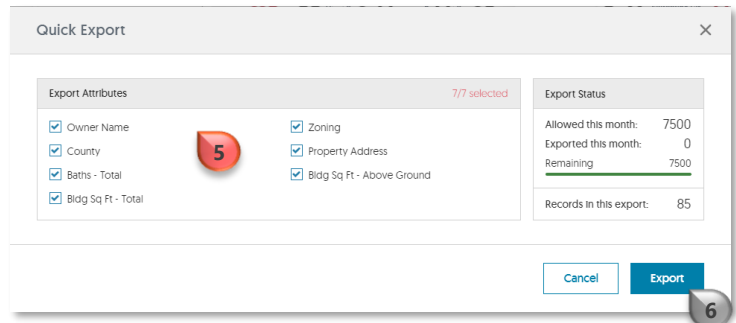 Quick Export
Export Attributes 7/7 selected
Owner Name Zoning
County Property Address
Baths - Total Bldg Sq Ft - Above Ground
Bldg Sq Ft - Total
5
Export Status
Allowed this month: 7500
Exported this month: 0
Remaining 7500
Records in this export: 85
Cancel Export
6